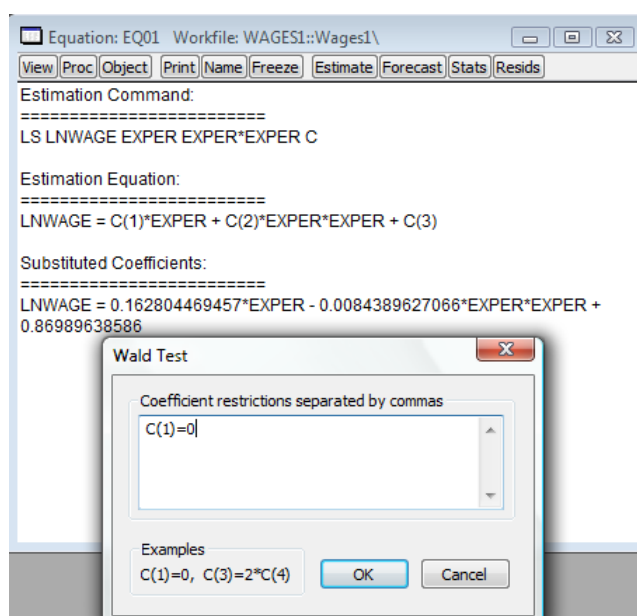 Equation: EQ01 Workfile: WAGES1::Wages1\
View Proc Object Print Name Freeze Estimate Forecast Stats Resids
Estimation Command:
=========================
LS LNWAGE EXPER EXPER*EXPER C
Estimation Equation:
=========================
LNWAGE = C(1)*EXPER + C(2)*EXPER*EXPER + C(3)
Substituted Coefficients:
=========================
LNWAGE = 0.162804469457*EXPER - 0.0084389627066*EXPER*EXPER +
0.86989638586
Wald Test
Coefficient restrictions separated by commas
C(1)=0
Examples
C(1)=0, C(3)=2*C(4)
OK
Cancel